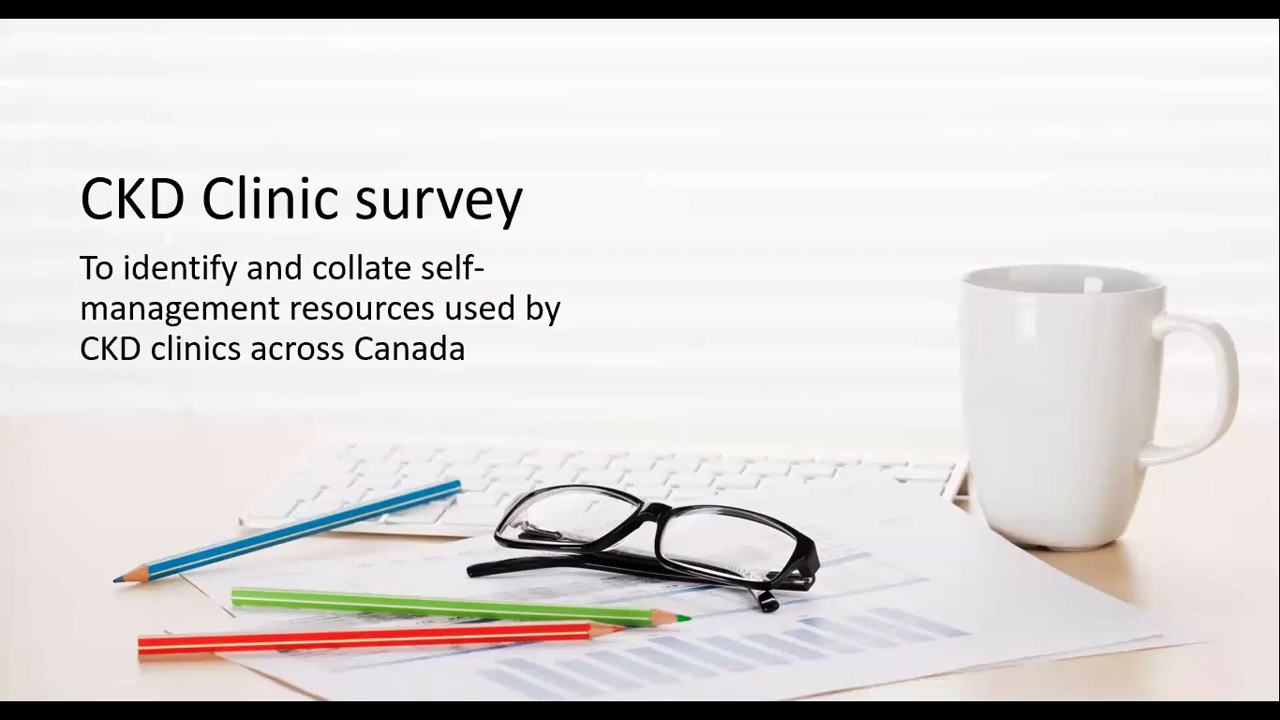 CKD Clinic survey
To identify and collate self-
management resources used by
CKD clinics across Canada